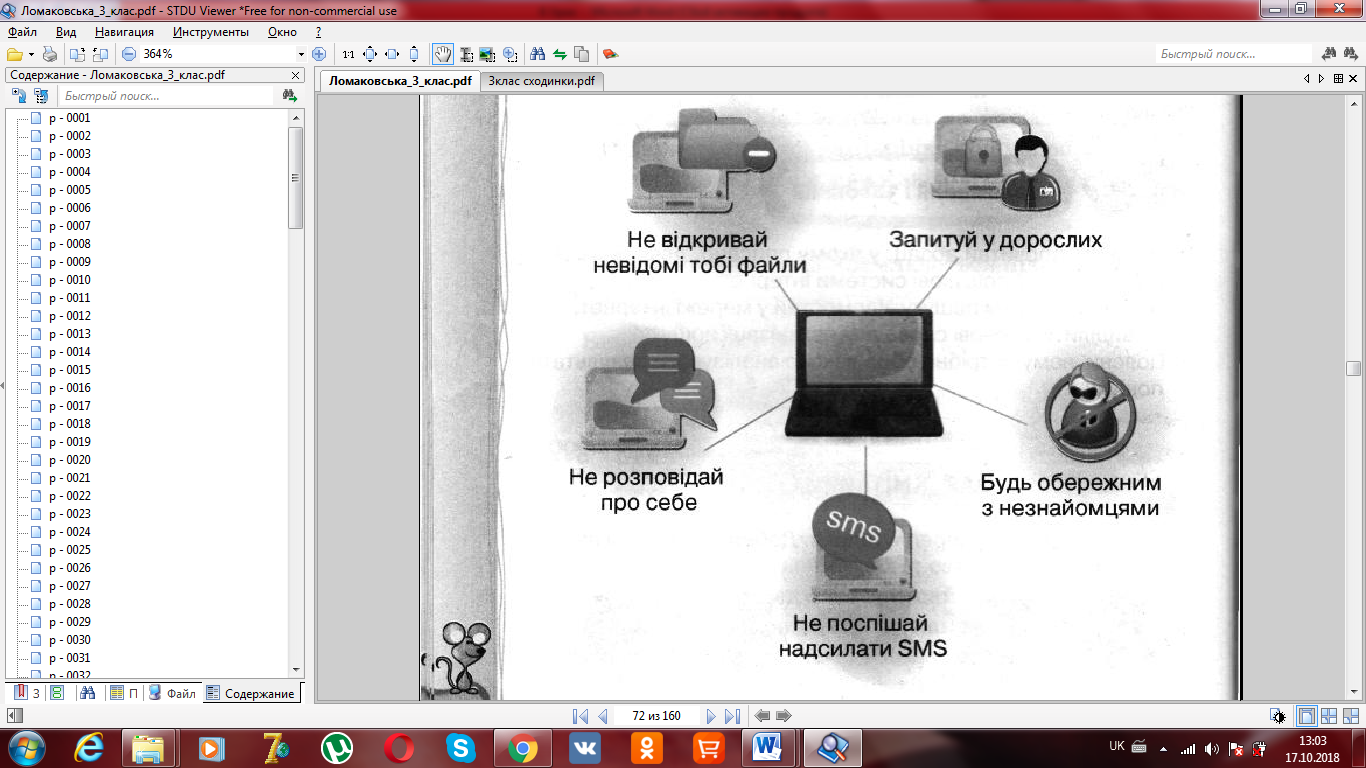 Ломаковська_3_клас.pdf - STDU Viewer *Free for non-commercial use
Файл Вид Навигация Инструменты Окно ?
364% 1:1 Быстрый поиск...
Содержание - Ломаковська_3_клас.pdf
Ломаковська_3_клас.pdf 3клас сходинки.pdf
Быстрый поиск...
p - 0001
p - 0002
p - 0003
p - 0004
p - 0005
p - 0006
p - 0007
p - 0008
p - 0009
p - 0010
p - 0011
p - 0012
p - 0013
p - 0014
p - 0015
p - 0016
p - 0017
p - 0018
p - 0019
p - 0020
p - 0021
p - 0022
p - 0023
p - 0024
p - 0025
p - 0026
p - 0027
p - 0028
p - 0029
p - 0030
p - 0031
p - 0032
З П Файл Содержание
Не відкривай
невідомі тобі файли
Запитуй у дорослих
Не розповідай
про себе
Будь обережним
з незнайомцями
sms
Не поспішай
надсилати SMS
72 из 160
UK 13:03
17.10.2018